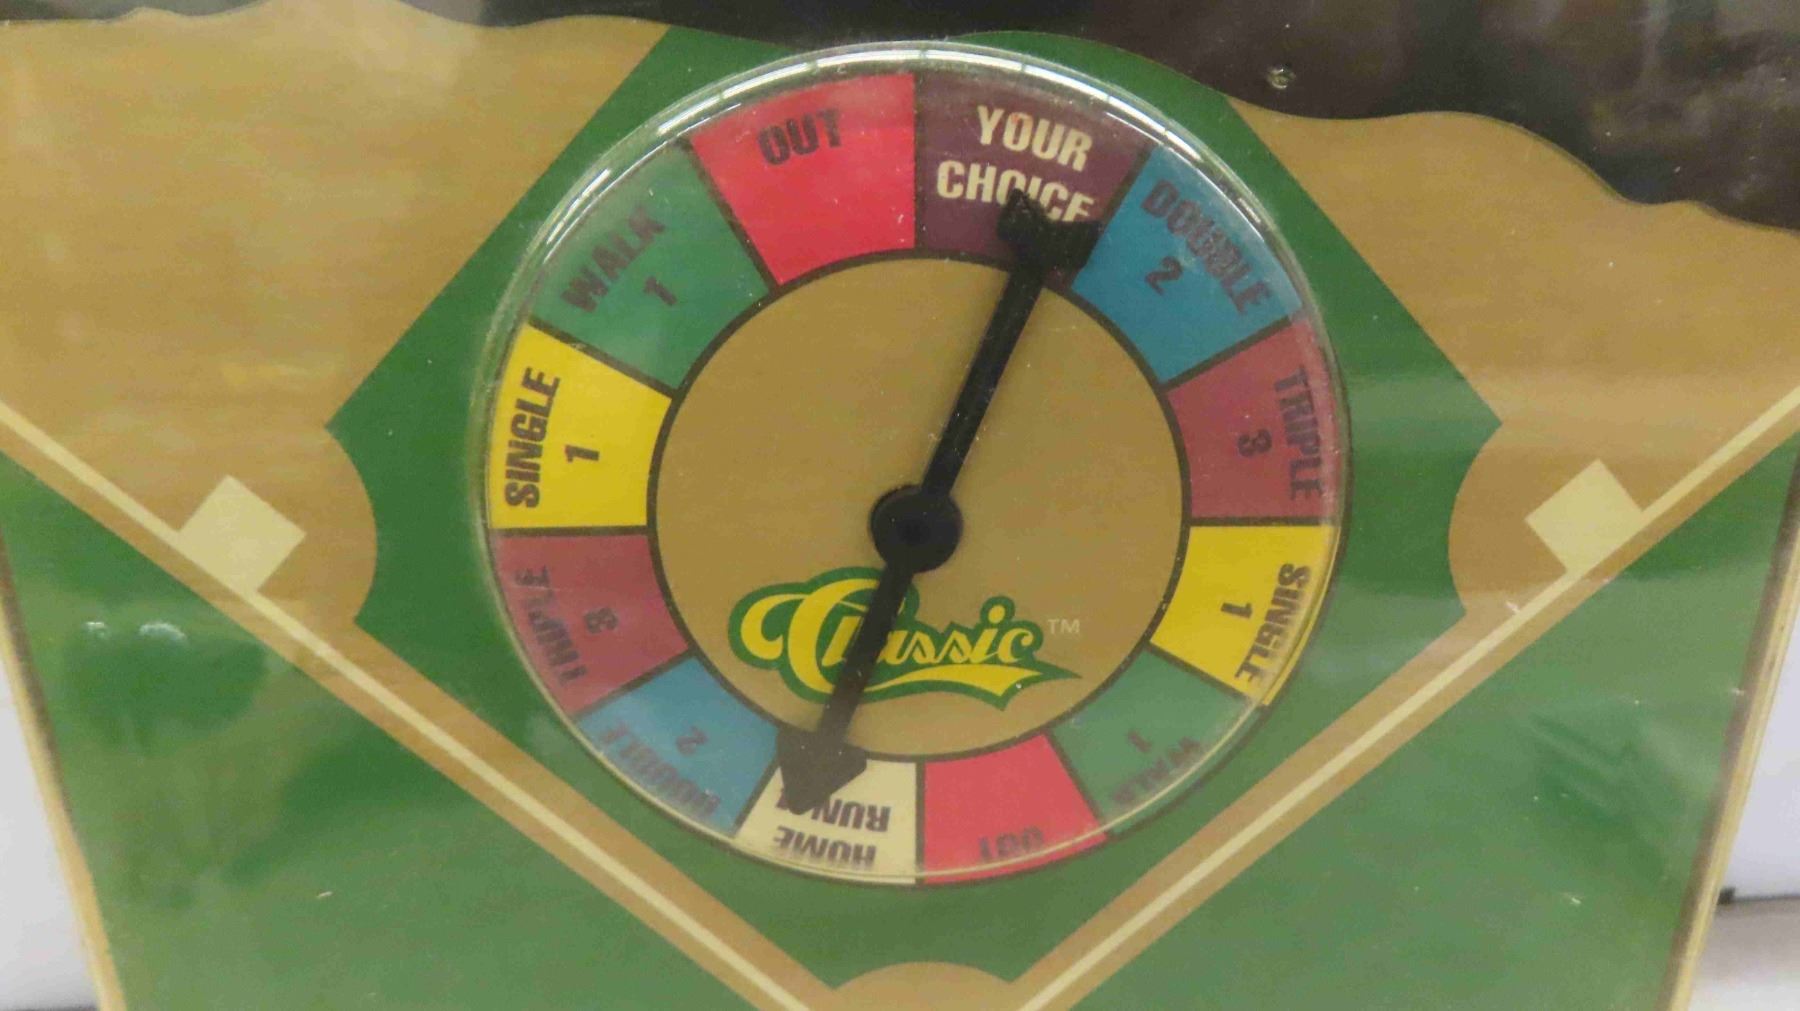 YOUR
CHOICE
DOUBLE
2
TRIPLE
3
SINGLE
1
WALK
1
OUT
HOME
RUN
DOUBLE
2
TRIPLE
3
SINGLE
1
WALK
1
OUT
Classic™